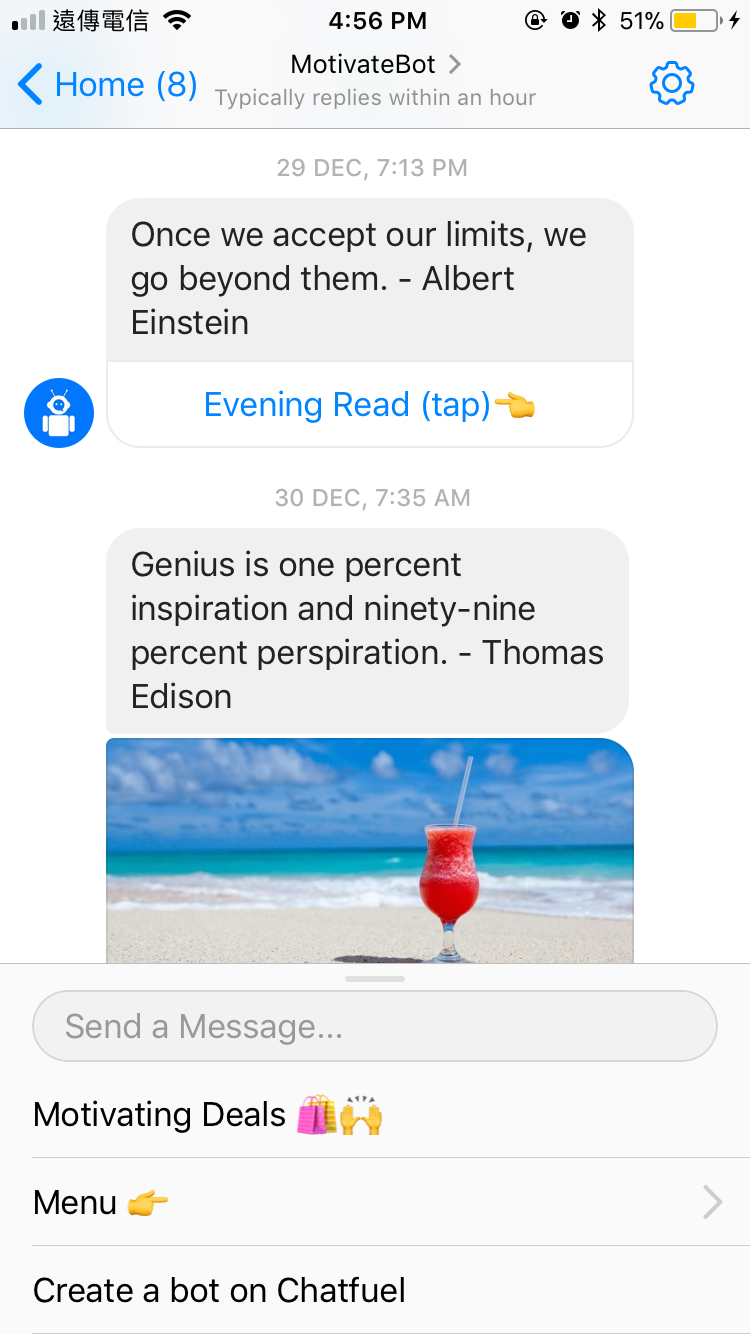 遠傳電信 4:56 PM 51%
Home (8) MotivateBot
Typically replies within an hour
29 DEC, 7:13 PM
Once we accept our limits, we
go beyond them. - Albert
Einstein
Evening Read (tap)👈
30 DEC, 7:35 AM
Genius is one percent
inspiration and ninety-nine
percent perspiration. - Thomas
Edison
Send a Message...
Motivating Deals 🛍🙌
Menu 👉
Create a bot on Chatfuel